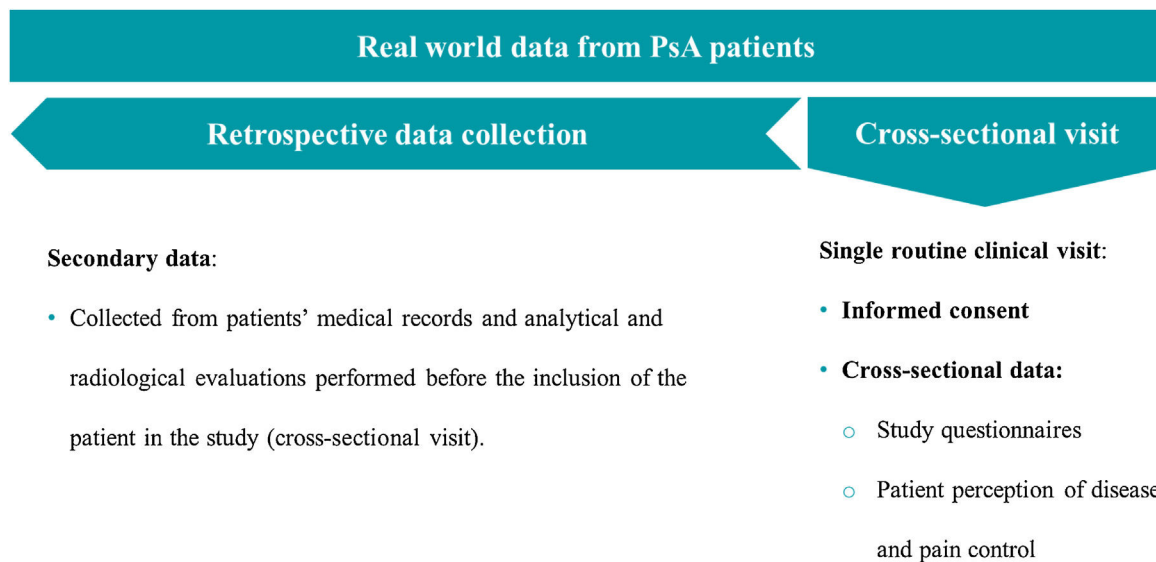 Real world data from PsA patients
Retrospective data collection
Cross-sectional visit
Secondary data:
• Collected from patients’ medical records and analytical and
radiological evaluations performed before the inclusion of the
patient in the study (cross-sectional visit).
Single routine clinical visit:
• Informed consent
• Cross-sectional data:
o Study questionnaires
o Patient perception of disease
and pain control